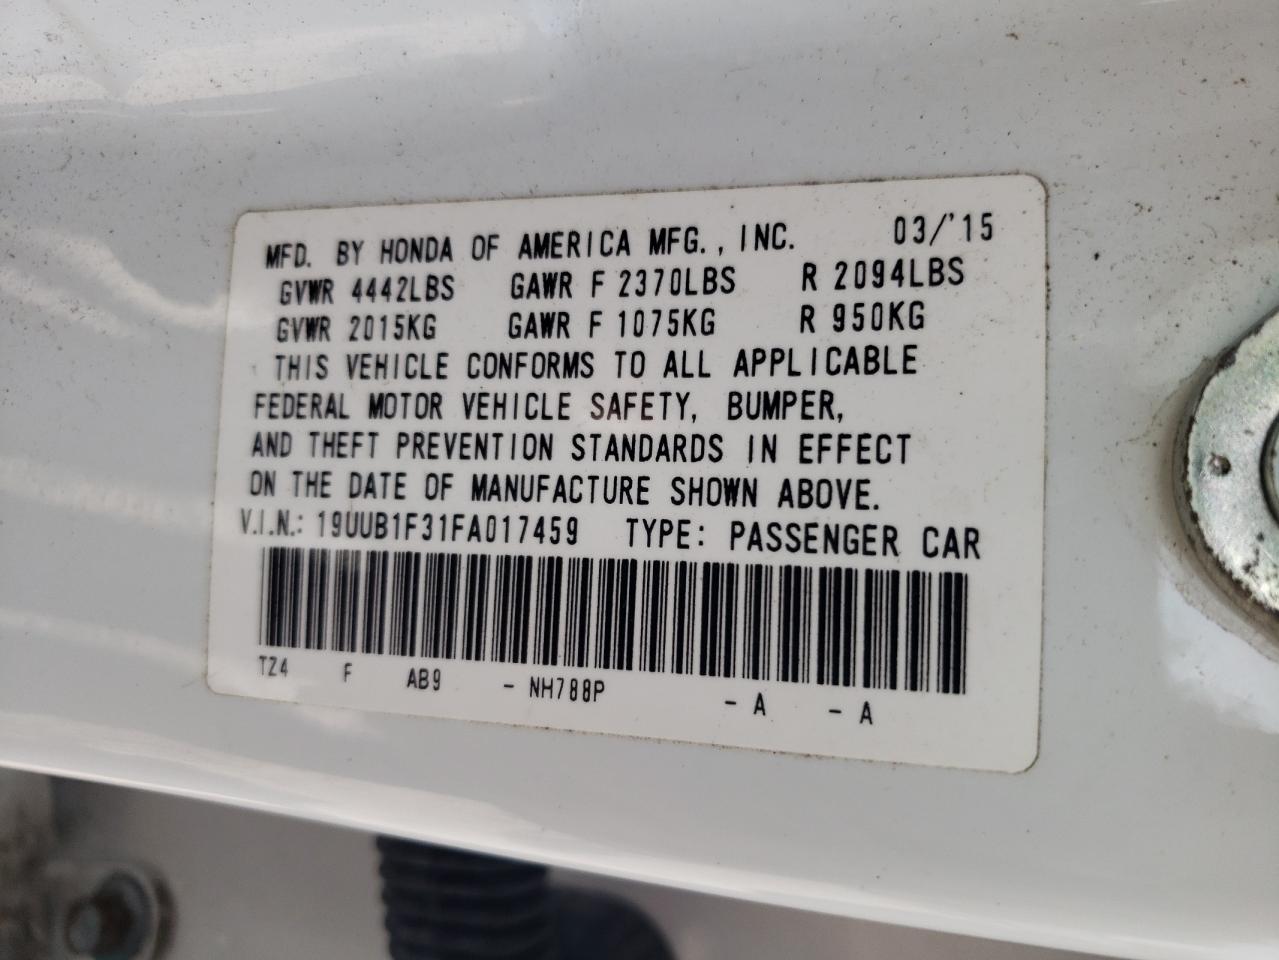 MFD. BY HONDA OF AMERICA MFG., INC. 03/'15
GVWR 4442LBS GAWR F 2370LBS R 2094LBS
GVWR 2015KG GAWR F 1075KG R 950KG
THIS VEHICLE CONFORMS TO ALL APPLICABLE
FEDERAL MOTOR VEHICLE SAFETY, BUMPER,
AND THEFT PREVENTION STANDARDS IN EFFECT
ON THE DATE OF MANUFACTURE SHOWN ABOVE.
V.I.N.: 19UUB1F31FA017459 TYPE: PASSENGER CAR
TZ4 F AB9 - NH788P - A - A